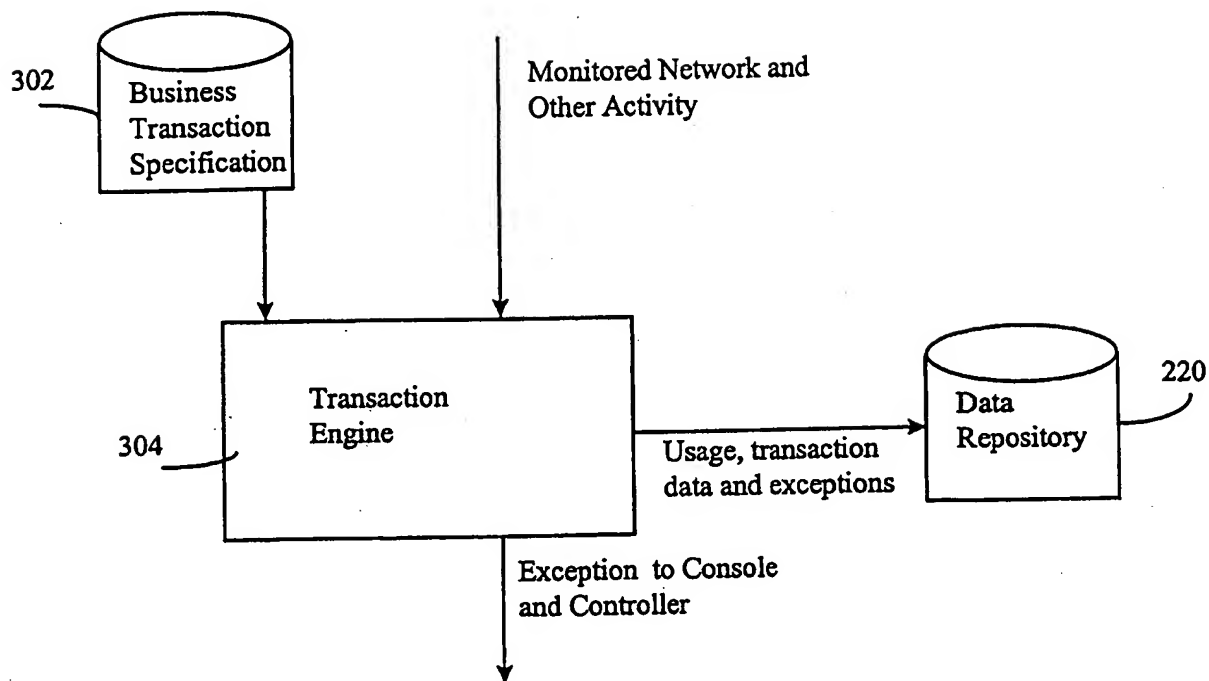 302
Business
Transaction
Specification
Monitored Network and
Other Activity
304
Transaction
Engine
Usage, transaction
data and exceptions
Data
Repository
220
Exception to Console
and Controller